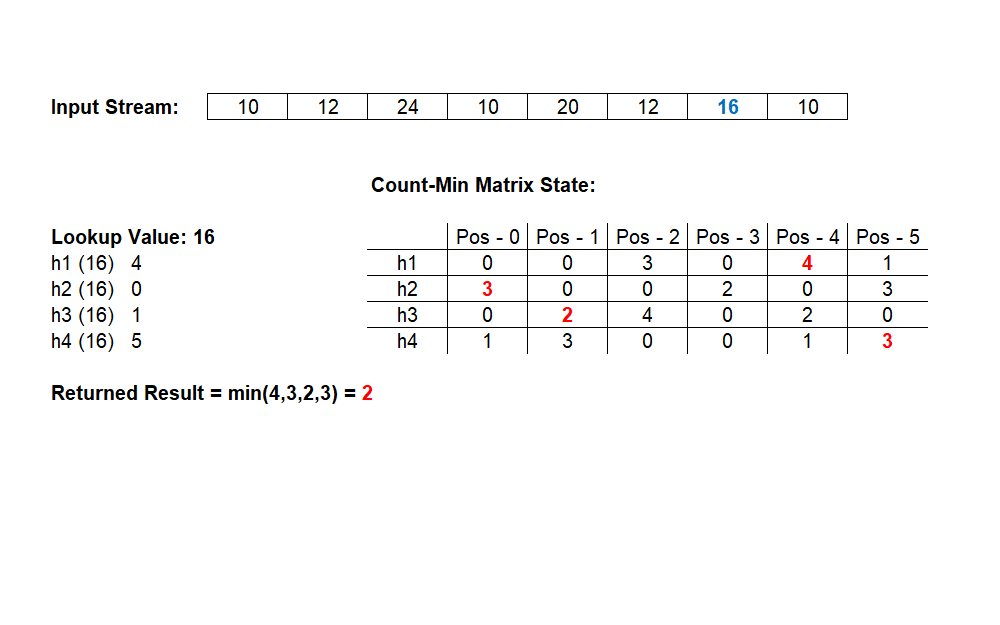 Input Stream: 10 12 24 10 20 12 16 10
Count-Min Matrix State:
Lookup Value: 16 Pos - 0 Pos - 1 Pos - 2 Pos - 3 Pos - 4 Pos - 5
h1 (16) 4 h1 0 0 3 0 4 1
h2 (16) 0 h2 3 0 0 2 0 3
h3 (16) 1 h3 0 2 4 0 2 0
h4 (16) 5 h4 1 3 0 0 1 3
Returned Result = min(4,3,2,3) = 2